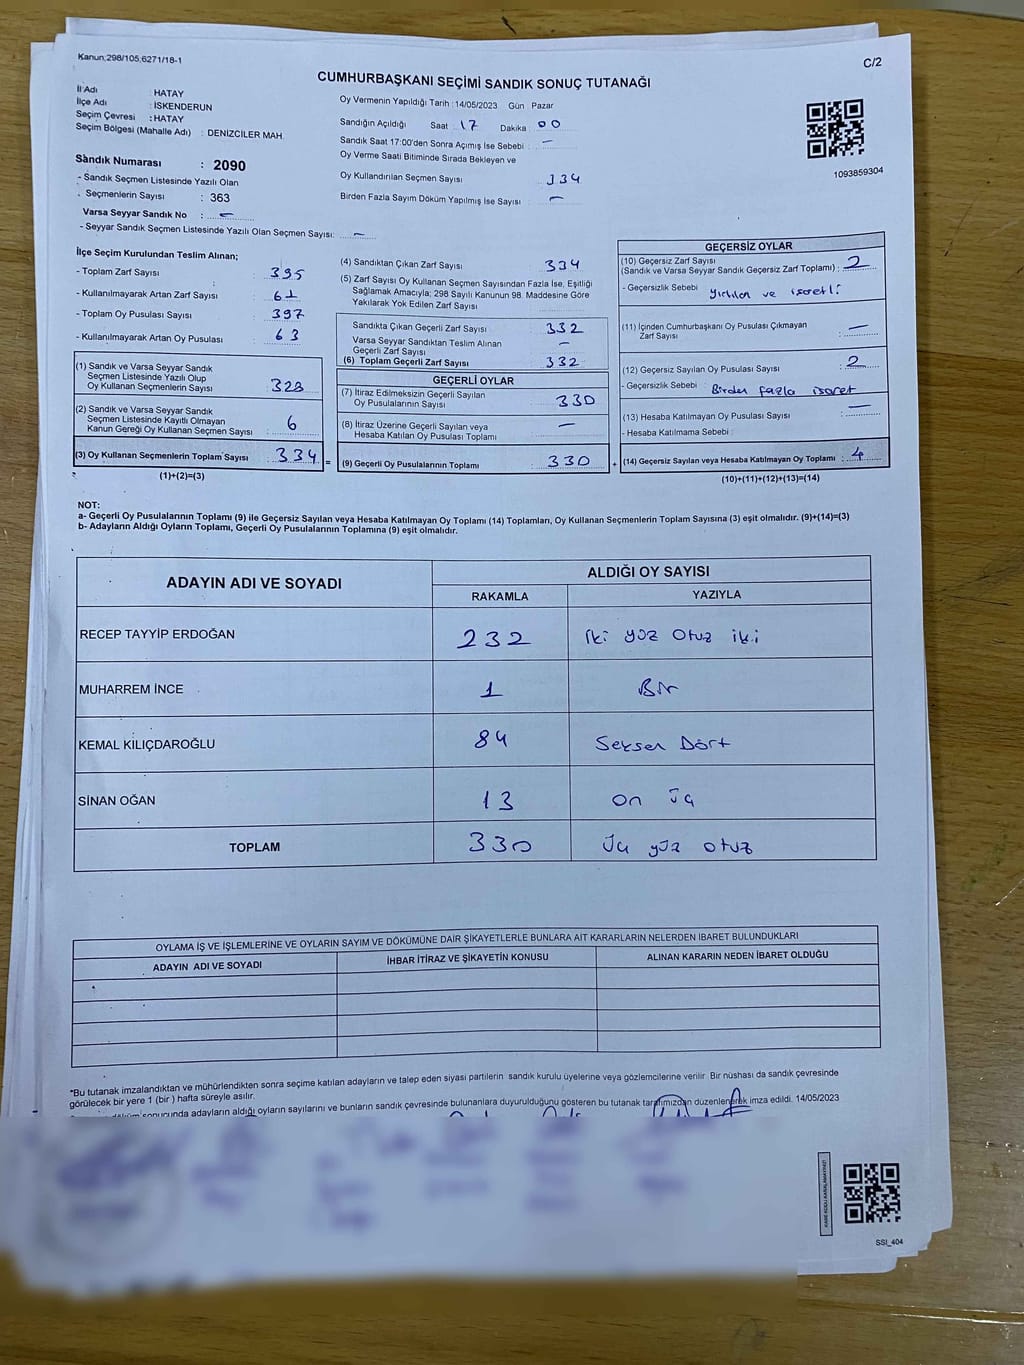 Kanun;298/105,6271/18-1
C/2
CUMHURBAŞKANI SEÇİMİ SANDIK SONUÇ TUTANAĞI
İl Adı : HATAY
İlçe Adı : İSKENDERUN
Seçim Çevresi : HATAY
Seçim Bölgesi (Mahalle Adı) : DENİZCİLER MAH.
Sandık Numarası : 2090
- Sandık Seçmen Listesinde Yazılı Olan
Seçmenlerin Sayısı : 363
Varsa Seyyar Sandık No : –
- Seyyar Sandık Seçmen Listesinde Yazılı Olan Seçmen Sayısı: –
Oy Vermenin Yapıldığı Tarih :14/05/2023 Gün Pazar
Sandığın Açıldığı Saat 17 Dakika 00
Sandık Saat 17:00'den Sonra Açımış İse Sebebi : –
Oy Verme Saati Bitiminde Sırada Bekleyen ve
Oy Kullandırılan Seçmen Sayısı 334
Birden Fazla Sayım Döküm Yapılmış İse Sayısı –
1093859304
İlçe Seçim Kurulundan Teslim Alınan;
- Toplam Zarf Sayısı : 395
- Kullanılmayarak Artan Zarf Sayısı : 61
- Toplam Oy Pusulası Sayısı : 397
- Kullanılmayarak Artan Oy Pusulası : 63
(1) Sandık ve Varsa Seyyar Sandık
Seçmen Listesinde Yazılı Olup
Oy Kullanan Seçmenlerin Sayısı : 328
(2) Sandık ve Varsa Seyyar Sandık
Seçmen Listesinde Kayıtlı Olmayan
Kanun Gereği Oy Kullanan Seçmen Sayısı : 6
(3) Oy Kullanan Seçmenlerin Toplam Sayısı : 334 =
(1)+(2)=(3)
(4) Sandıktan Çıkan Zarf Sayısı 334
(5) Zarf Sayısı Oy Kullanan Seçmen Sayısından Fazla İse, Eşitliği
Sağlamak Amacıyla; 298 Sayılı Kanunun 98. Maddesine Göre
Yakılarak Yok Edilen Zarf Sayısı
Sandıkta Çıkan Geçerli Zarf Sayısı 332
Varsa Seyyar Sandıktan Teslim Alınan
Geçerli Zarf Sayısı –
(6) Toplam Geçerli Zarf Sayısı 332
GEÇERLİ OYLAR
(7) İtiraz Edilmeksizin Geçerli Sayılan
Oy Pusulalarının Sayısı 330
(8) İtiraz Üzerine Geçerli Sayılan veya
Hesaba Katılan Oy Pusulası Toplamı –
(9) Geçerli Oy Pusulalarının Toplamı : 330 +
GEÇERSİZ OYLAR
(10) Geçersiz Zarf Sayısı
(Sandık ve Varsa Seyyar Sandık Geçersiz Zarf Toplamı) : 2
- Geçersizlik Sebebi : yırtılan ve isaretli
(11) İçinden Cumhurbaşkanı Oy Pusulası Çıkmayan
Zarf Sayısı : –
(12) Geçersiz Sayılan Oy Pusulası Sayısı : 2
- Geçersizlik Sebebi : Birden fazla isaret
(13) Hesaba Katılmayan Oy Pusulası Sayısı : –
- Hesaba Katılmama Sebebi :
(14) Geçersiz Sayılan veya Hesaba Katılmayan Oy Toplamı : 4
(10)+(11)+(12)+(13)=(14)
NOT:
a- Geçerli Oy Pusulalarının Toplamı (9) ile Geçersiz Sayılan veya Hesaba Katılmayan Oy Toplamı (14) Toplamları, Oy Kullanan Seçmenlerin Toplam Sayısına (3) eşit olmalıdır. (9)+(14)=(3)
b- Adayların Aldığı Oyların Toplamı, Geçerli Oy Pusulalarının Toplamına (9) eşit olmalıdır.
ADAYIN ADI VE SOYADI ALDIĞI OY SAYISI
RAKAMLA YAZIYLA
RECEP TAYYİP ERDOĞAN 232 iki yüz Otuz iki
MUHARREM İNCE 1 Bir
KEMAL KILIÇDAROĞLU 84 Seksen Dört
SİNAN OĞAN 13 On üç
TOPLAM 330 Üç yüz otuz
OYLAMA İŞ VE İŞLEMLERİNE VE OYLARIN SAYIM VE DÖKÜMÜNE DAİR ŞİKAYETLERLE BUNLARA AİT KARARLARIN NELERDEN İBARET BULUNDUKLARI
ADAYIN ADI VE SOYADI İHBAR İTİRAZ VE ŞİKAYETİN KONUSU ALINAN KARARIN NEDEN İBARET OLDUĞU
*Bu tutanak imzalandıktan ve mühürlendikten sonra seçime katılan adayların ve talep eden siyasi partilerin sandık kurulu üyelerine veya gözlemcilerine verilir. Bir nüshası da sandık çevresinde
görülecek bir yere 1 (bir) hafta süreyle asılır.
sonucunda adayların aldığı oyların sayılarını ve bunların sandık çevresinde bulunanlara duyurulduğunu gösteren bu tutanak tarafımızdan düzenlenerek imza edildi. 14/05/2023
SSI_404